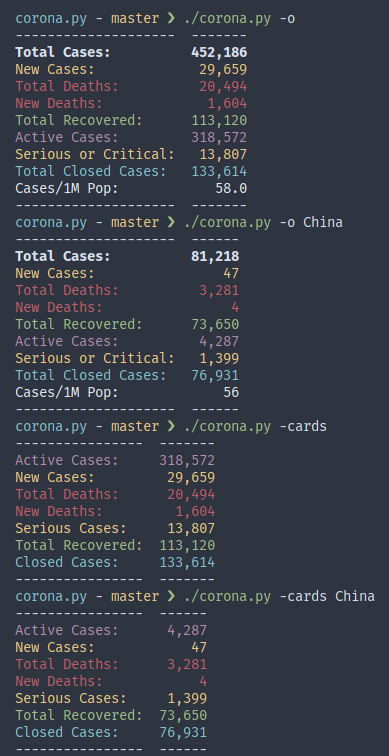 corona.py - master ❯ ./corona.py -o
-------------------- -------
Total Cases: 452,186
New Cases: 29,659
Total Deaths: 20,494
New Deaths: 1,604
Total Recovered: 113,120
Active Cases: 318,572
Serious or Critical: 13,807
Total Closed Cases: 133,614
Cases/1M Pop: 58.0
-------------------- -------
corona.py - master ❯ ./corona.py -o China
-------------------- ------
Total Cases: 81,218
New Cases: 47
Total Deaths: 3,281
New Deaths: 4
Total Recovered: 73,650
Active Cases: 4,287
Serious or Critical: 1,399
Total Closed Cases: 76,931
Cases/1M Pop: 56
-------------------- ------
corona.py - master ❯ ./corona.py -cards
---------------- -------
Active Cases: 318,572
New Cases: 29,659
Total Deaths: 20,494
New Deaths: 1,604
Serious Cases: 13,807
Total Recovered: 113,120
Closed Cases: 133,614
---------------- -------
corona.py - master ❯ ./corona.py -cards China
---------------- ------
Active Cases: 4,287
New Cases: 47
Total Deaths: 3,281
New Deaths: 4
Serious Cases: 1,399
Total Recovered: 73,650
Closed Cases: 76,931
---------------- ------